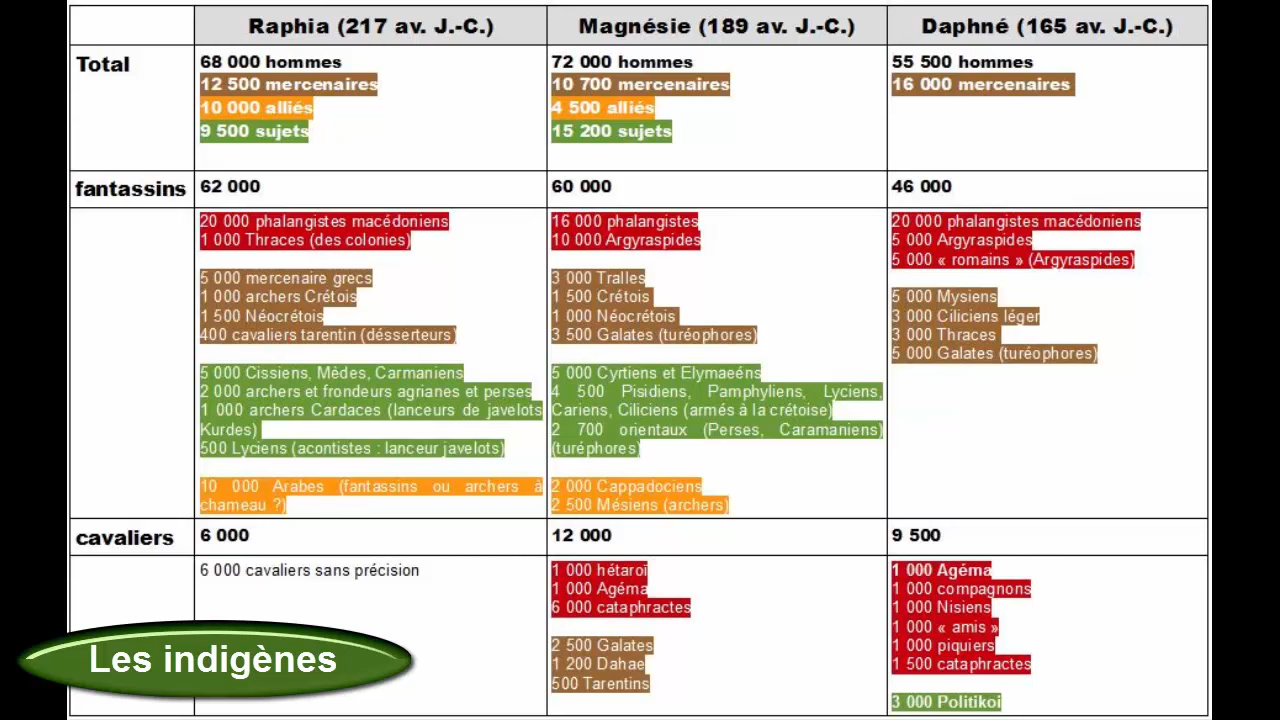 Raphia (217 av. J.-C.)
Magnésie (189 av. J.-C.)
Daphné (165 av. J.-C.)
Total
68 000 hommes
12 500 mercenaires
10 000 alliés
9 500 sujets
72 000 hommes
10 700 mercenaires
4 500 alliés
15 200 sujets
55 500 hommes
16 000 mercenaires
fantassins
62 000
60 000
46 000
20 000 phalangistes macédoniens
1 000 Thraces (des colonies)
5 000 mercenaire grecs
1 000 archers Crétois
1 500 Néocrétois
400 cavaliers tarentin (désserteurs)
5 000 Cissiens, Mèdes, Carmaniens
2 000 archers et frondeurs agrianes et perses
1 000 archers Cardaces (lanceurs de javelots
Kurdes)
500 Lyciens (acontistes : lanceur javelots)
10 000 Arabes (fantassins ou archers à
chameau ?)
16 000 phalangistes
10 000 Argyraspides
3 000 Tralles
1 500 Crétois
1 000 Néocrétois
3 500 Galates (turéophores)
5 000 Cyrtiens et Elymaeéns
4 500 Pisidiens, Pamphyliens, Lyciens,
Cariens, Ciliciens (armés à la crétoise)
2 700 orientaux (Perses, Caramaniens)
(turéphores)
2 000 Cappadociens
2 500 Mésiens (archers)
20 000 phalangistes macédoniens
5 000 Argyraspides
5 000 « romains » (Argyraspides)
5 000 Mysiens
3 000 Ciliciens léger
3 000 Thraces
5 000 Galates (turéophores)
cavaliers
6 000
12 000
9 500
6 000 cavaliers sans précision
1 000 hétaroï
1 000 Agéma
6 000 cataphractes
2 500 Galates
1 200 Dahae
500 Tarentins
1 000 Agéma
1 000 compagnons
1 000 Nisiens
1 000 « amis »
1 000 piquiers
1 500 cataphractes
3 000 Politikoi
Les indigènes